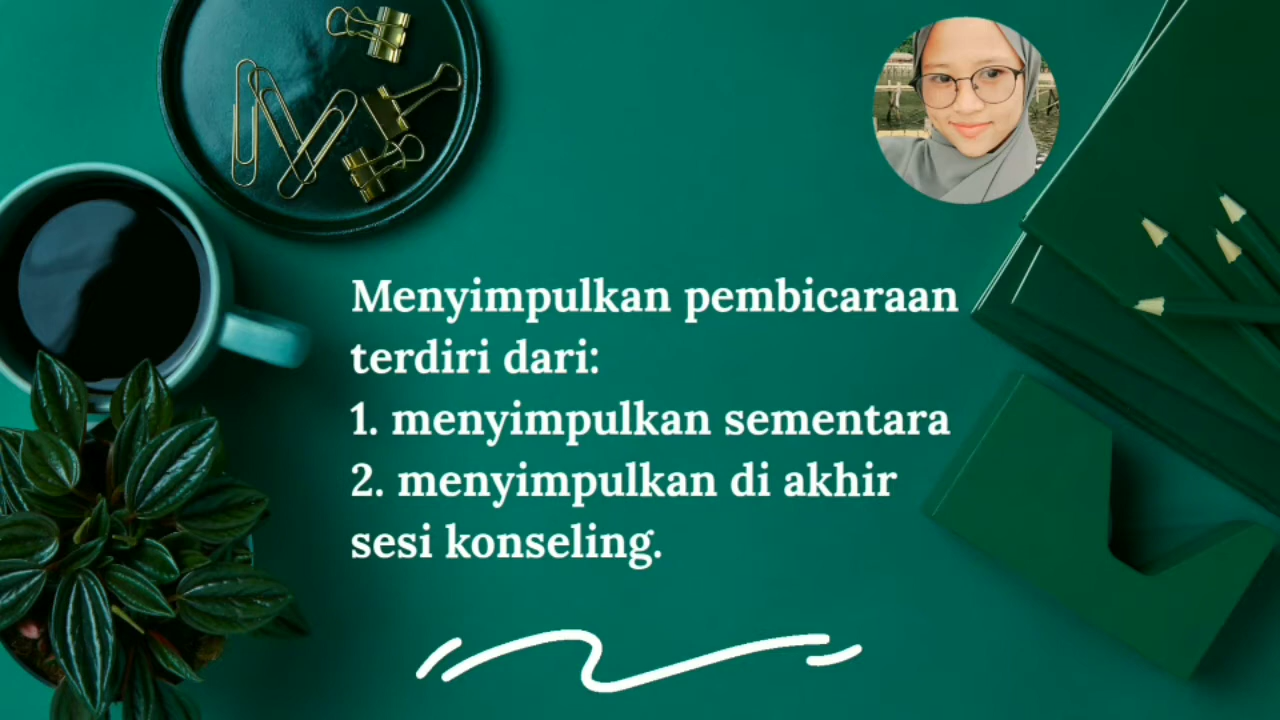 Menyimpulkan pembicaraan
terdiri dari:
1. menyimpulkan sementara
2. menyimpulkan di akhir
sesi konseling.